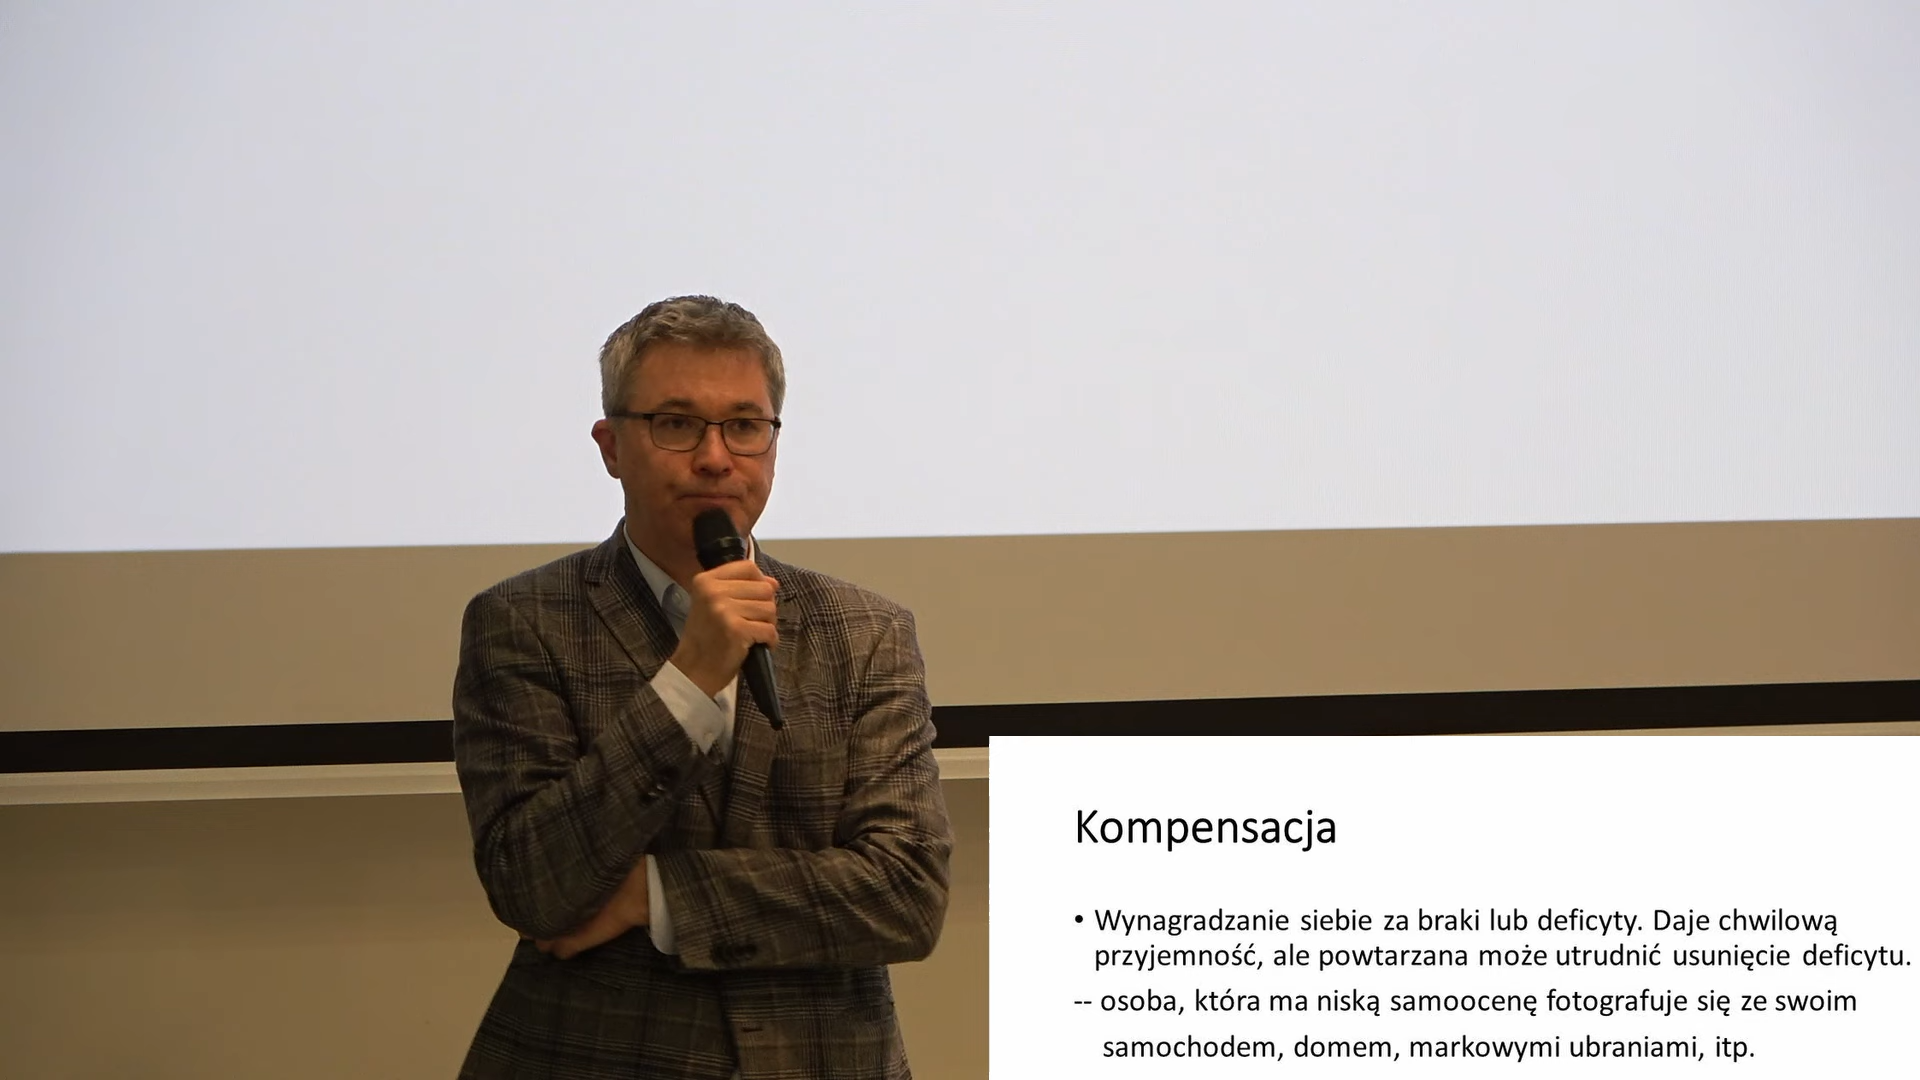 Kompensacja
• Wynagradzanie siebie za braki lub deficyty. Daje chwilową
przyjemność, ale powtarzana może utrudnić usunięcie deficytu.
-- osoba, która ma niską samoocenę fotografuje się ze swoim
samochodem, domem, markowymi ubraniami, itp.